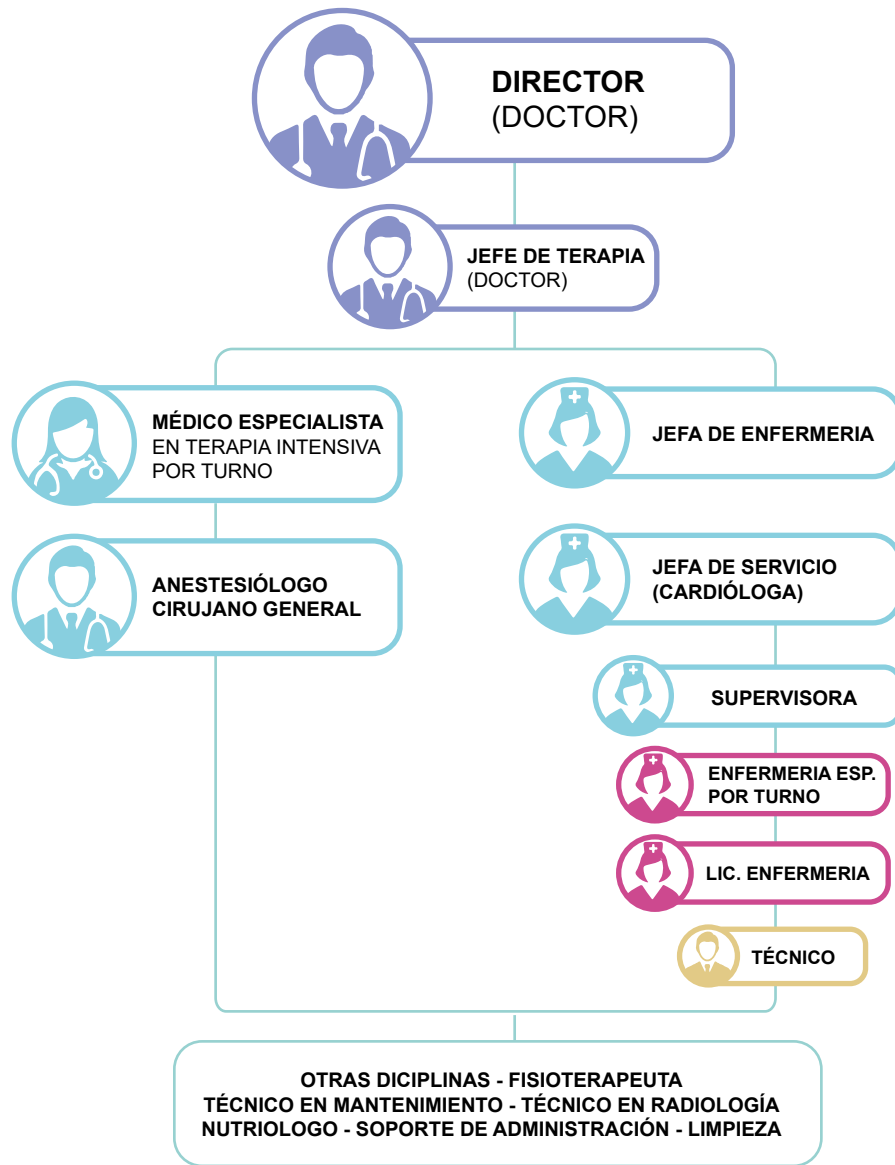 DIRECTOR
(DOCTOR)
JEFE DE TERAPIA
(DOCTOR)
MÉDICO ESPECIALISTA
EN TERAPIA INTENSIVA
POR TURNO
ANESTESIÓLOGO
CIRUJANO GENERAL
JEFA DE ENFERMERIA
JEFA DE SERVICIO
(CARDIÓLOGA)
SUPERVISORA
ENFERMERIA ESP.
POR TURNO
LIC. ENFERMERIA
TÉCNICO
OTRAS DICIPLINAS - FISIOTERAPEUTA
TÉCNICO EN MANTENIMIENTO - TÉCNICO EN RADIOLOGÍA
NUTRIOLOGO - SOPORTE DE ADMINISTRACIÓN - LIMPIEZA